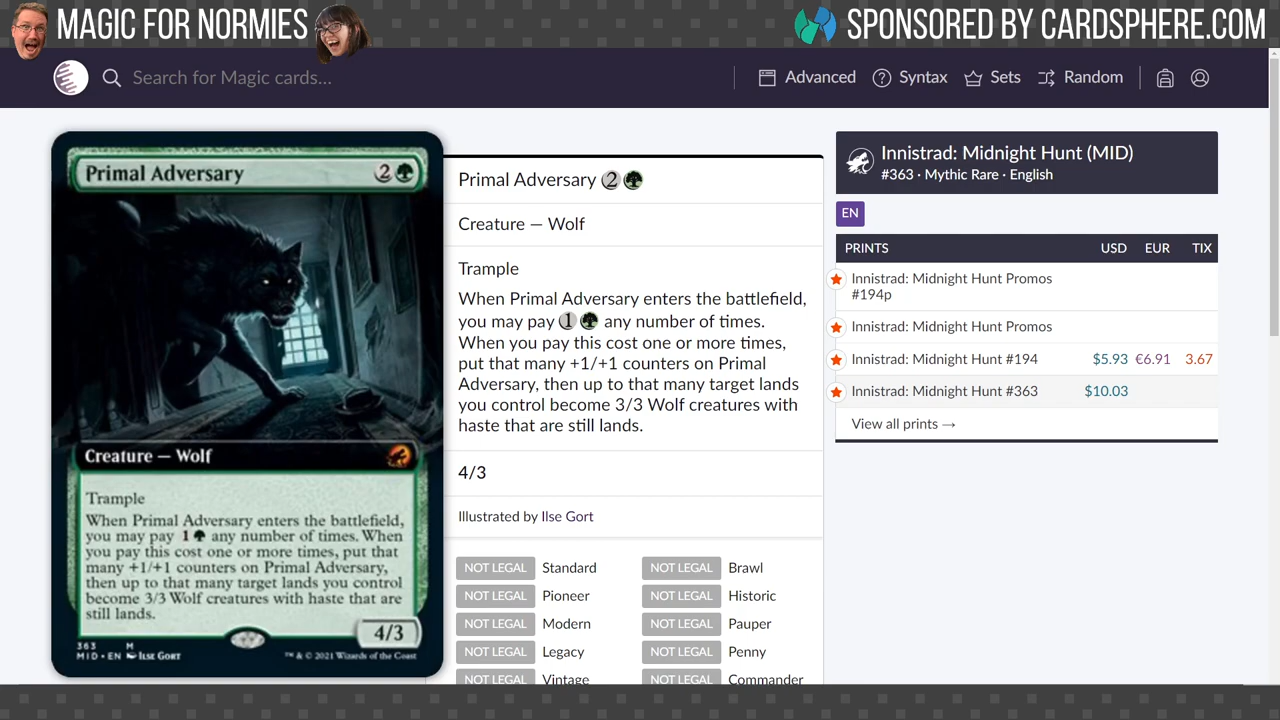 MAGIC FOR NORMIES
SPONSORED BY CARDSPHERE.COM
Search for Magic cards...
Advanced
Syntax
Sets
Random
Primal Adversary 2
Creature — Wolf
Trample
When Primal Adversary enters the battlefield,
you may pay 1 any number of times. When
you pay this cost one or more times, put that
many +1/+1 counters on Primal Adversary,
then up to that many target lands you control
become 3/3 Wolf creatures with haste that are
still lands.
4/3
363 M
MID • EN ILSE GORT
™ & © 2021 Wizards of the Coast
Primal Adversary 2
Creature — Wolf
Trample
When Primal Adversary enters the battlefield,
you may pay 1 any number of times.
When you pay this cost one or more times,
put that many +1/+1 counters on Primal
Adversary, then up to that many target lands
you control become 3/3 Wolf creatures with
haste that are still lands.
4/3
Illustrated by Ilse Gort
NOT LEGAL Standard NOT LEGAL Brawl
NOT LEGAL Pioneer NOT LEGAL Historic
NOT LEGAL Modern NOT LEGAL Pauper
NOT LEGAL Legacy NOT LEGAL Penny
NOT LEGAL Vintage NOT LEGAL Commander
Innistrad: Midnight Hunt (MID)
#363 · Mythic Rare · English
EN
PRINTS USD EUR TIX
Innistrad: Midnight Hunt Promos
#194p
Innistrad: Midnight Hunt Promos
Innistrad: Midnight Hunt #194 $5.93 €6.91 3.67
Innistrad: Midnight Hunt #363 $10.03
View all prints →